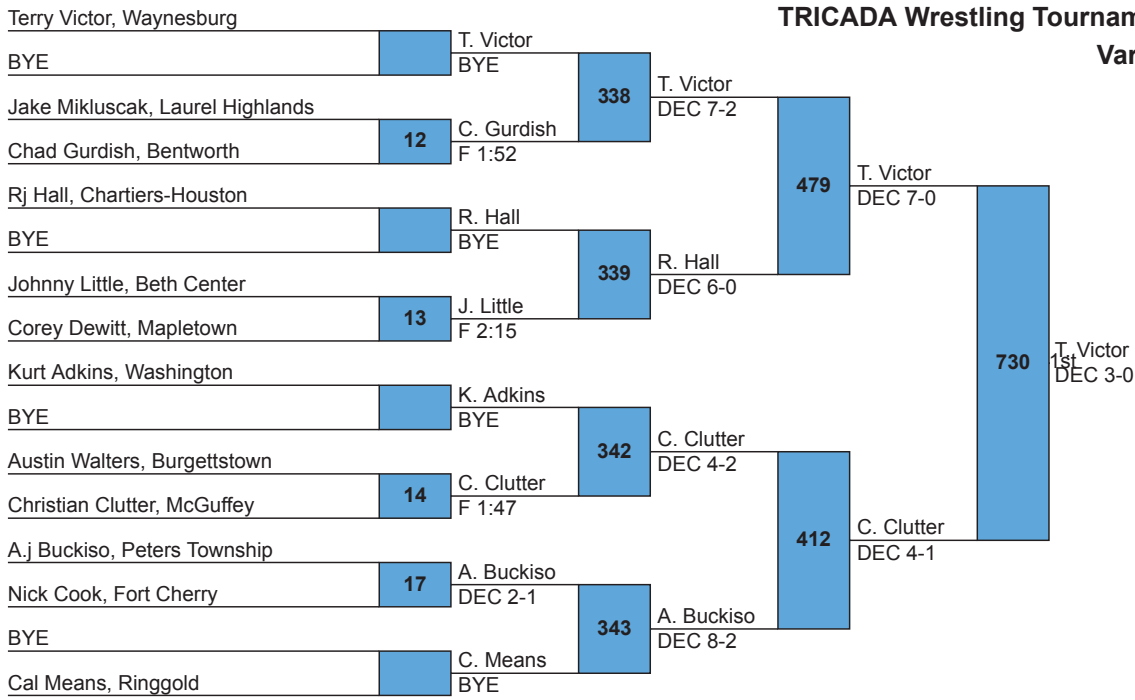 TRICADA Wrestling Tournam
Var
Terry Victor, Waynesburg
BYE
T. Victor
BYE
Jake Mikluscak, Laurel Highlands
Chad Gurdish, Bentworth
12
C. Gurdish
F 1:52
338
T. Victor
DEC 7-2
Rj Hall, Chartiers-Houston
BYE
R. Hall
BYE
Johnny Little, Beth Center
Corey Dewitt, Mapletown
13
J. Little
F 2:15
339
R. Hall
DEC 6-0
479
T. Victor
DEC 7-0
Kurt Adkins, Washington
BYE
K. Adkins
BYE
Austin Walters, Burgettstown
Christian Clutter, McGuffey
14
C. Clutter
F 1:47
342
C. Clutter
DEC 4-2
A.j Buckiso, Peters Township
Nick Cook, Fort Cherry
17
A. Buckiso
DEC 2-1
BYE
Cal Means, Ringgold
C. Means
BYE
343
A. Buckiso
DEC 8-2
412
C. Clutter
DEC 4-1
730
1st
T. Victor
DEC 3-0